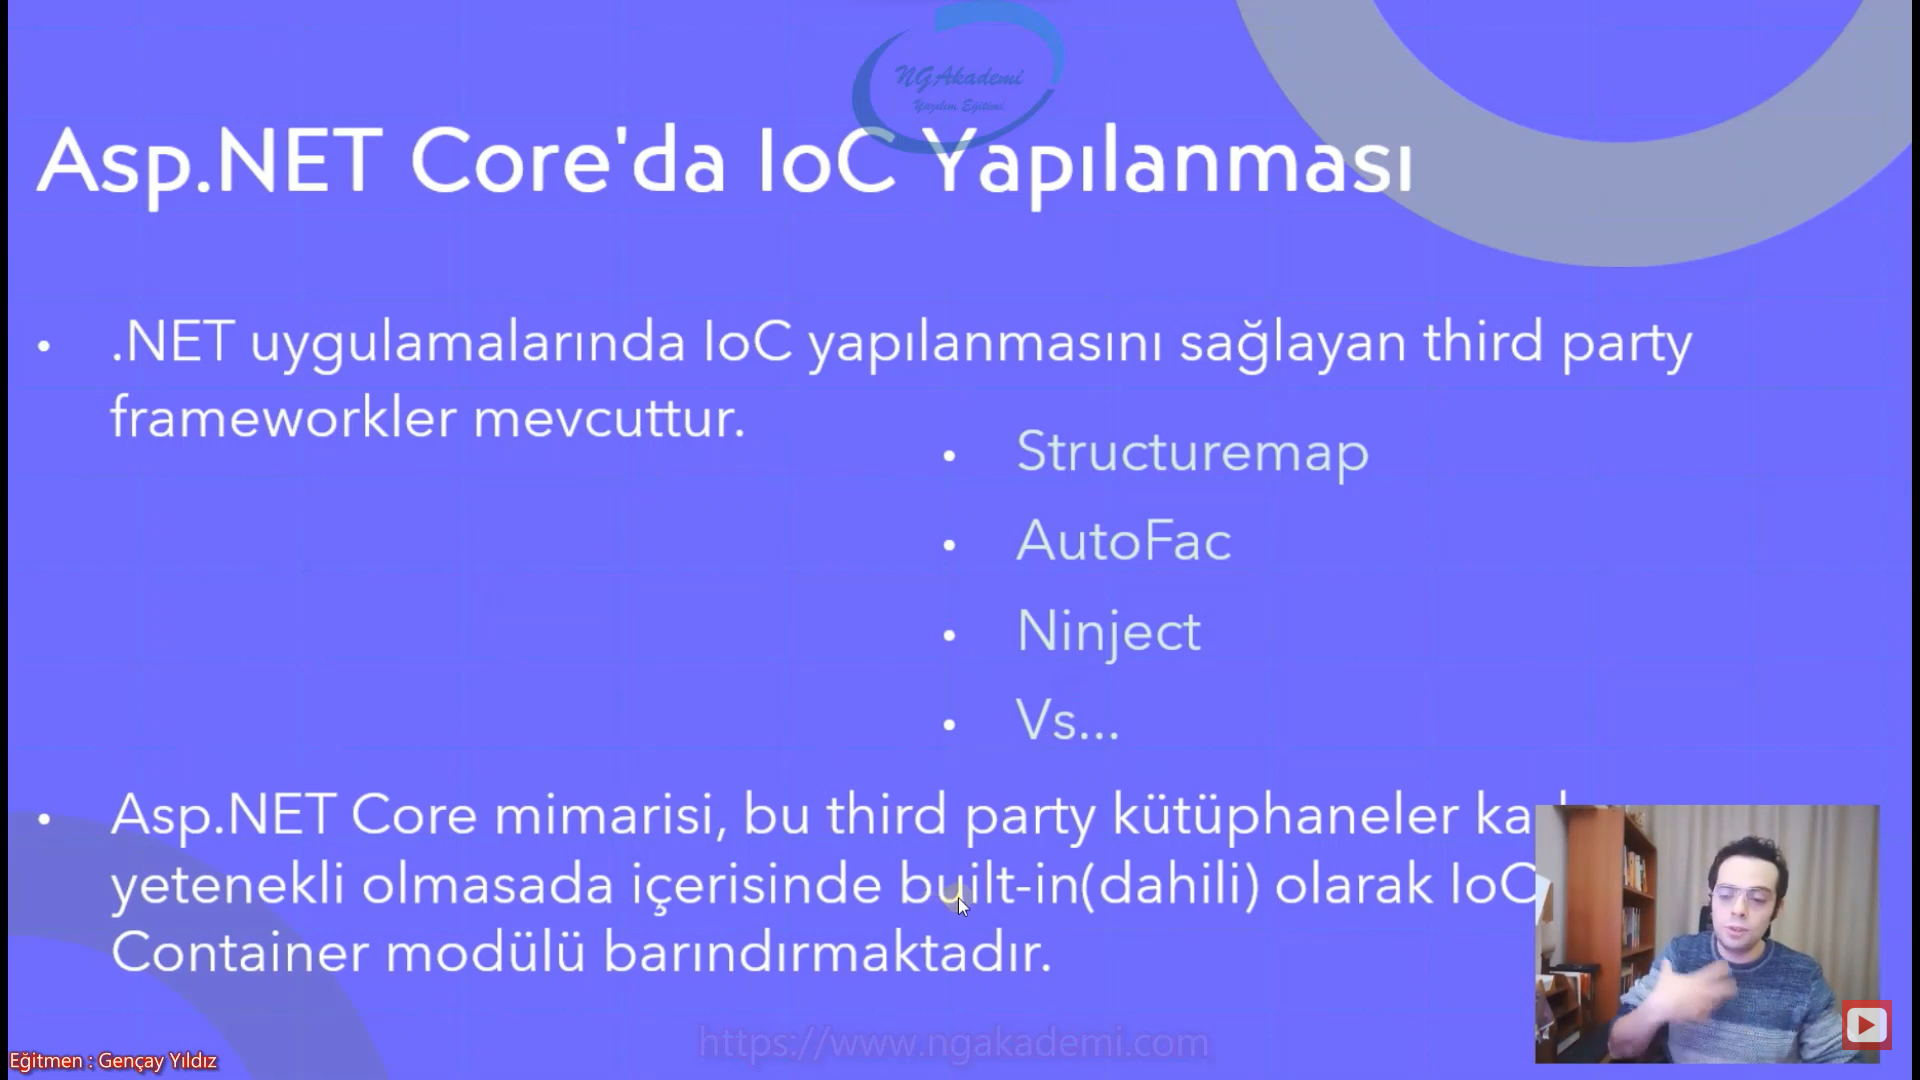 NGAkademi
Yazılım Eğitimi
Asp.NET Core'da IoC Yapılanması
• .NET uygulamalarında IoC yapılanmasını sağlayan third party
frameworkler mevcuttur.
• Structuremap
• AutoFac
• Ninject
• Vs...
• Asp.NET Core mimarisi, bu third party kütüphaneler
yetenekli olmasada içerisinde built-in(dahili) olarak IoC
Container modülü barındırmaktadır.
https://www.ngakademi.com
Eğitmen : Gençay Yıldız